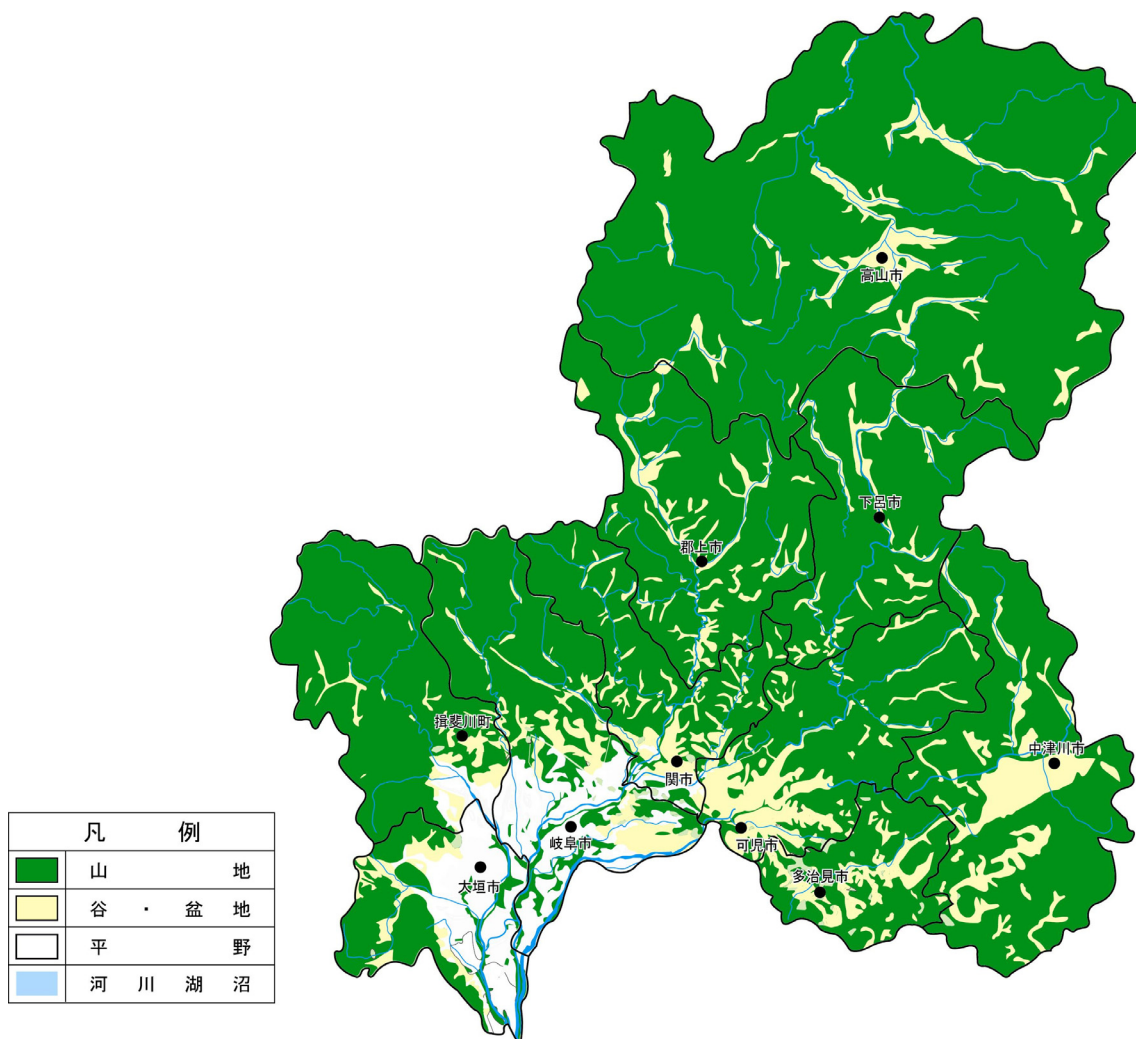 高山市
下呂市
郡上市
揖斐川町
関市
中津川市
岐阜市
可児市
大垣市
多治見市
凡例
山地
谷・盆地
平野
河川湖沼